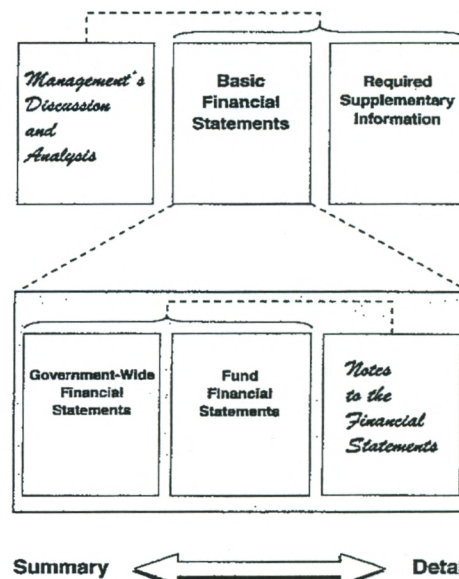 Management's
Discussion
and
Analysis
Basic
Financial
Statements
Required
Supplementary
Information
Government-Wide
Financial
Statements
Fund
Financial
Statements
Notes
to the
Financial
Statements
Summary
Deta